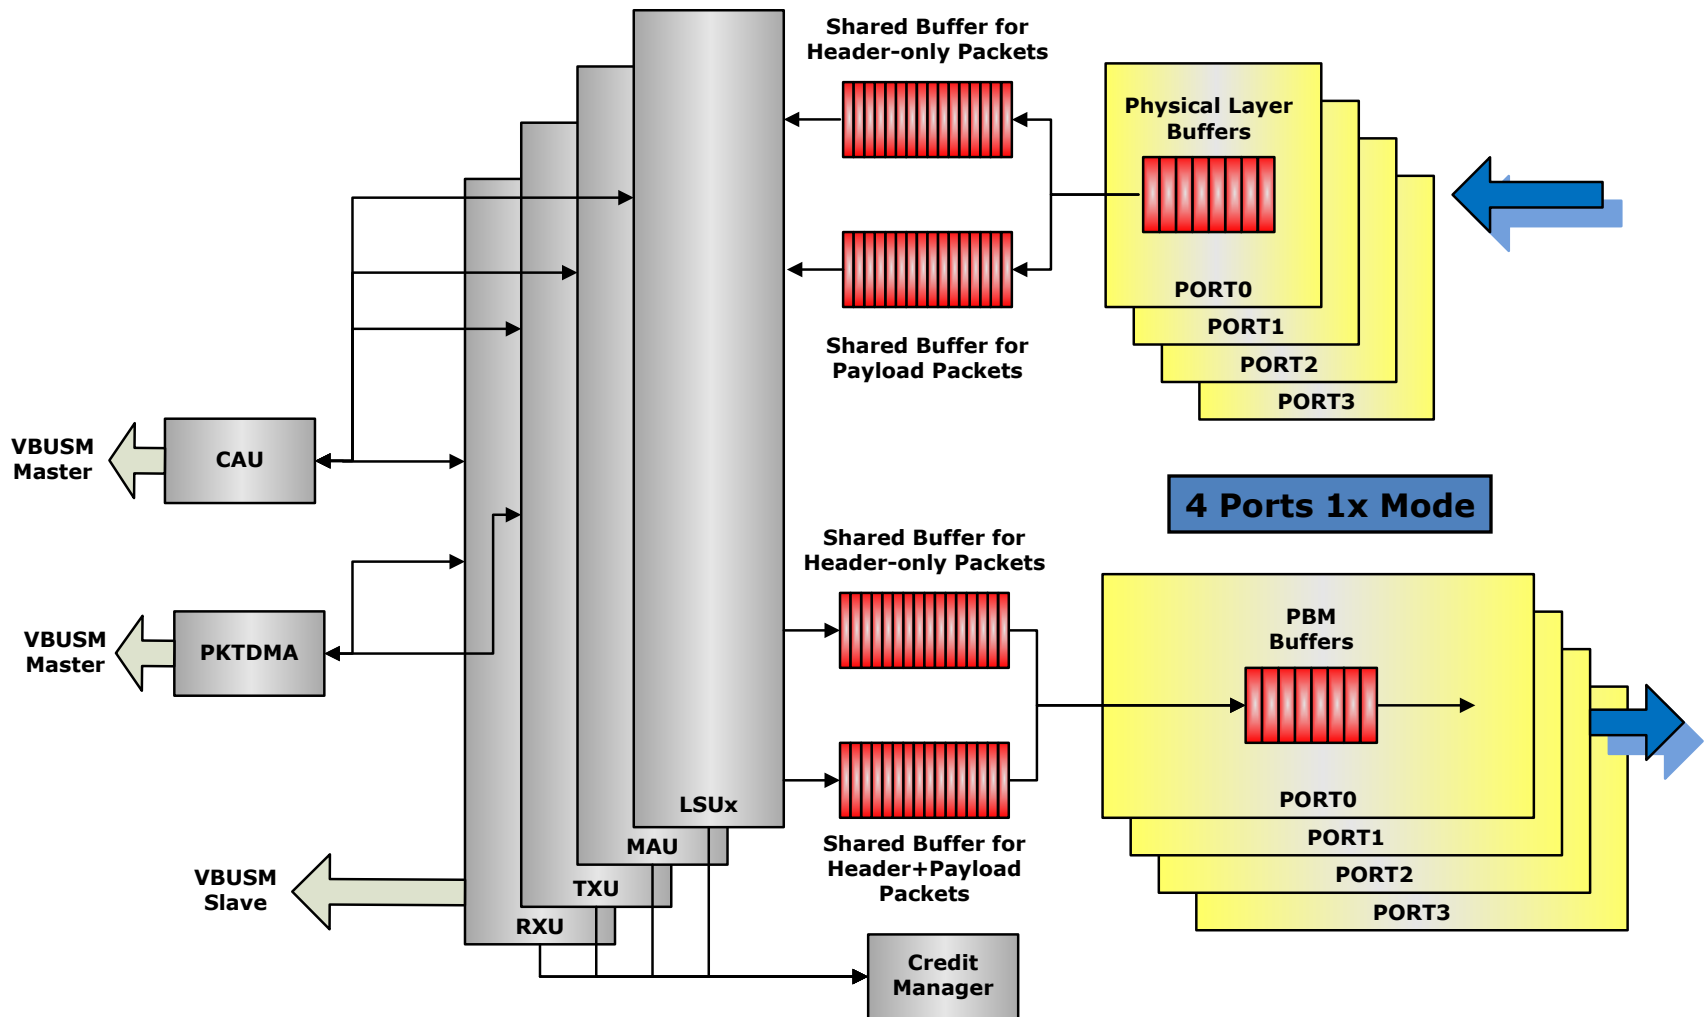 Shared Buffer for
Header-only Packets
Physical Layer
Buffers
PORT0
PORT1
PORT2
PORT3
Shared Buffer for
Payload Packets
VBUSM
Master
CAU
4 Ports 1x Mode
Shared Buffer for
Header-only Packets
VBUSM
Master
PKTDMA
PBM
Buffers
PORT0
PORT1
PORT2
PORT3
LSUx
MAU
TXU
RXU
Shared Buffer for
Header+Payload
Packets
VBUSM
Slave
Credit
Manager